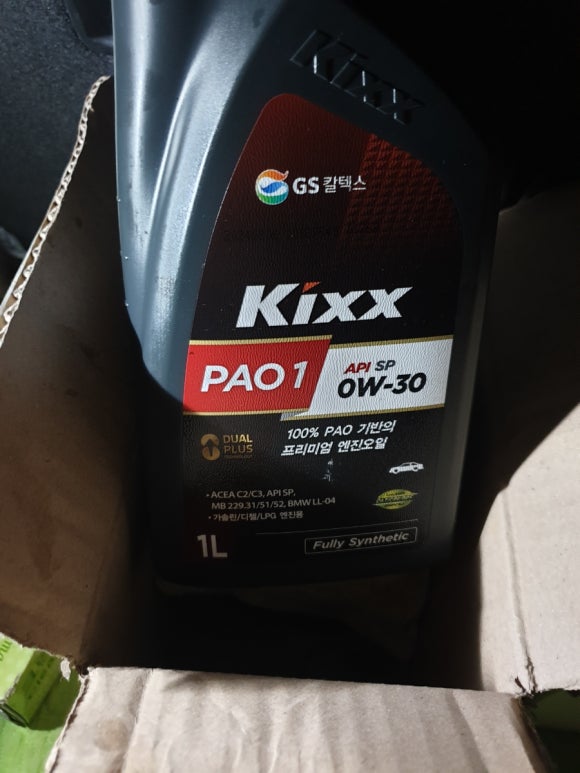 Kixx
GS 칼텍스
Kixx
PAO 1
API SP
0W-30
DUAL
PLUS
TECHNOLOGY
100% PAO 기반의
프리미엄 엔진오일
• ACEA C2/C3, API SP,
MB 229.31/51/52, BMW LL-04
• 가솔린/디젤/LPG 엔진용
1L
Fully Synthetic